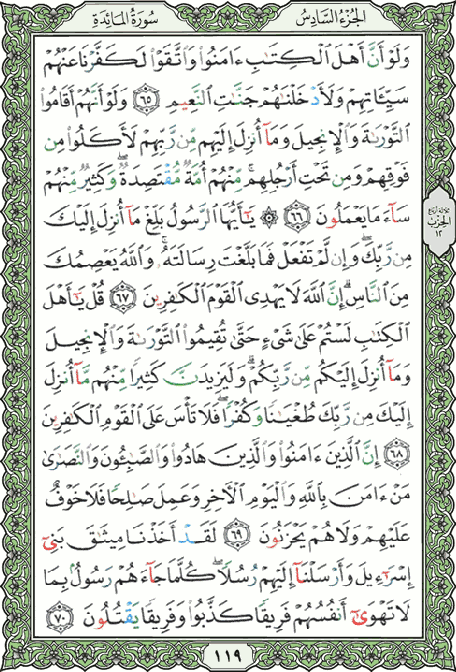 الجزء السادس
سورة المائدة
وَلَوْ أَنَّ أَهْلَ ٱلْكِتَٰبِ ءَامَنُوا۟ وَٱتَّقَوْا۟ لَكَفَّرْنَا عَنْهُمْ
سَيِّـَٔاتِهِمْ وَلَأَدْخَلْنَٰهُمْ جَنَّٰتِ ٱلنَّعِيمِ ٦٥ وَلَوْ أَنَّهُمْ أَقَامُوا۟
ٱلتَّوْرَىٰةَ وَٱلْإِنجِيلَ وَمَآ أُنزِلَ إِلَيْهِم مِّن رَّبِّهِمْ لَأَكَلُوا۟ مِن
فَوْقِهِمْ وَمِن تَحْتِ أَرْجُلِهِم ۚ مِّنْهُمْ أُمَّةٌ مُّقْتَصِدَةٌ ۖ وَكَثِيرٌ مِّنْهُمْ
سَآءَ مَا يَعْمَلُونَ ٦٦ ۞ يَٰٓأَيُّهَا ٱلرَّسُولُ بَلِّغْ مَآ أُنزِلَ إِلَيْكَ
مِن رَّبِّكَ ۖ وَإِن لَّمْ تَفْعَلْ فَمَا بَلَّغْتَ رِسَالَتَهُۥ ۚ وَٱللَّهُ يَعْصِمُكَ
مِنَ ٱلنَّاسِ ۗ إِنَّ ٱللَّهَ لَا يَهْدِى ٱلْقَوْمَ ٱلْكَٰفِرِينَ ٦٧ قُلْ يَٰٓأَهْلَ
ٱلْكِتَٰبِ لَسْتُمْ عَلَىٰ شَىْءٍ حَتَّىٰ تُقِيمُوا۟ ٱلتَّوْرَىٰةَ وَٱلْإِنجِيلَ
وَمَآ أُنزِلَ إِلَيْكُم مِّن رَّبِّكُمْ ۗ وَلَيَزِيدَنَّ كَثِيرًا مِّنْهُم مَّآ أُنزِلَ
إِلَيْكَ مِن رَّبِّكَ طُغْيَٰنًا وَكُفْرًا ۖ فَلَا تَأْسَ عَلَى ٱلْقَوْمِ ٱلْكَٰفِرِينَ
٦٨ إِنَّ ٱلَّذِينَ ءَامَنُوا۟ وَٱلَّذِينَ هَادُوا۟ وَٱلصَّٰبِـُٔونَ وَٱلنَّصَٰرَىٰ
مَنْ ءَامَنَ بِٱللَّهِ وَٱلْيَوْمِ ٱلْءَاخِرِ وَعَمِلَ صَٰلِحًا فَلَا خَوْفٌ
عَلَيْهِمْ وَلَا هُمْ يَحْزَنُونَ ٦٩ لَقَدْ أَخَذْنَا مِيثَٰقَ بَنِىٓ
إِسْرَٰٓءِيلَ وَأَرْسَلْنَآ إِلَيْهِمْ رُسُلًا ۖ كُلَّمَا جَآءَهُمْ رَسُولٌۢ بِمَا
لَا تَهْوَىٰٓ أَنفُسُهُمْ فَرِيقًا كَذَّبُوا۟ وَفَرِيقًا يَقْتُلُونَ ٧٠
ثلاثة أرباع
الحزب
١٢
١١٩